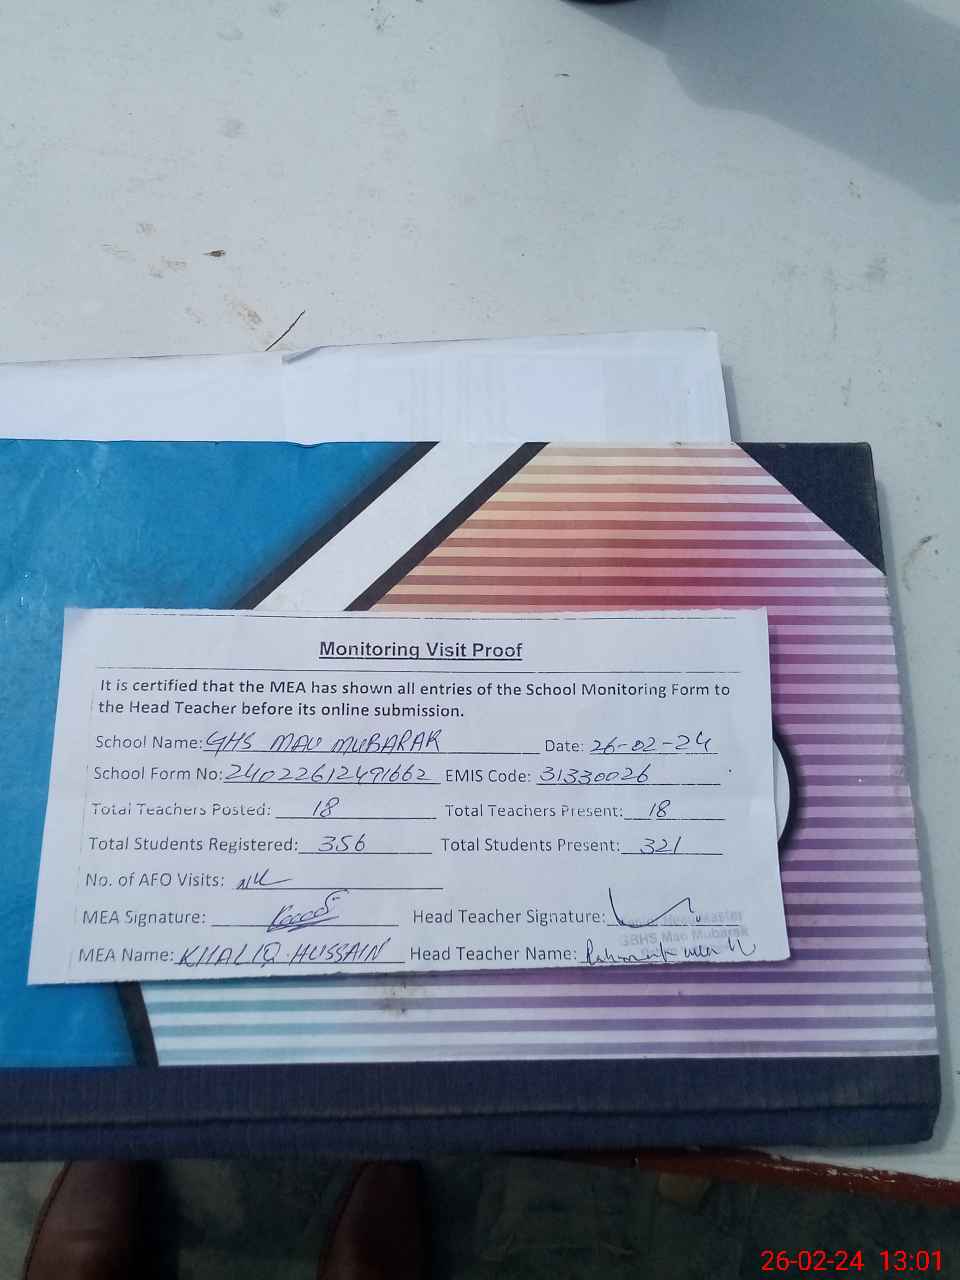 Monitoring Visit Proof
It is certified that the MEA has shown all entries of the School Monitoring Form to
the Head Teacher before its online submission.
School Name: GHS MAU MUBARAK Date: 26-02-24
School Form No: 24022612491662 EMIS Code: 31330026
Total Teachers Posted: 18 Total Teachers Present: 18
Total Students Registered: 356 Total Students Present: 321
No. of AFO Visits: Nil
MEA Signature: Head Teacher Signature:
Senior Headmaster
GBHS Mao Mubarak
MEA Name: KHALIQ HUSSAIN Head Teacher Name:
26-02-24 13:01